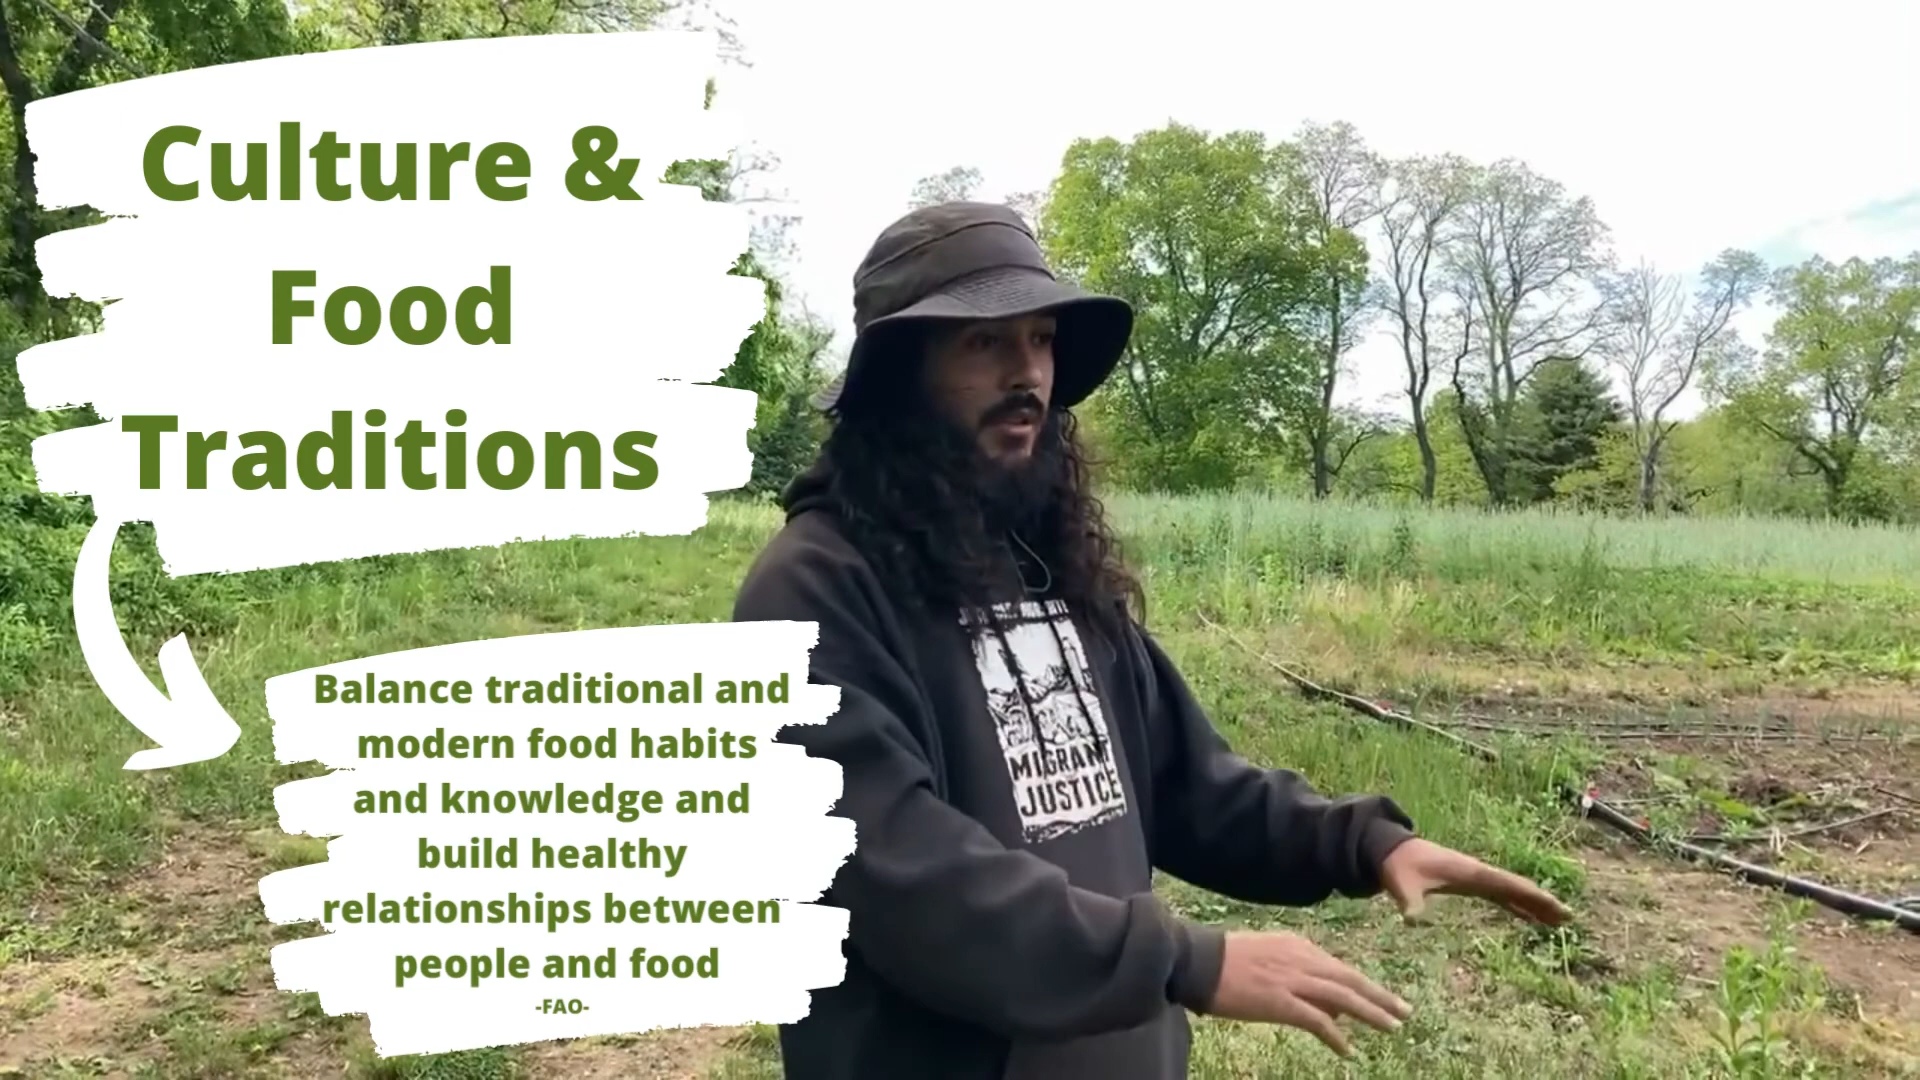 Culture &
Food
Traditions
Balance traditional and
modern food habits
and knowledge and
build healthy
relationships between
people and food
-FAO-
MIGRANT
JUSTICE